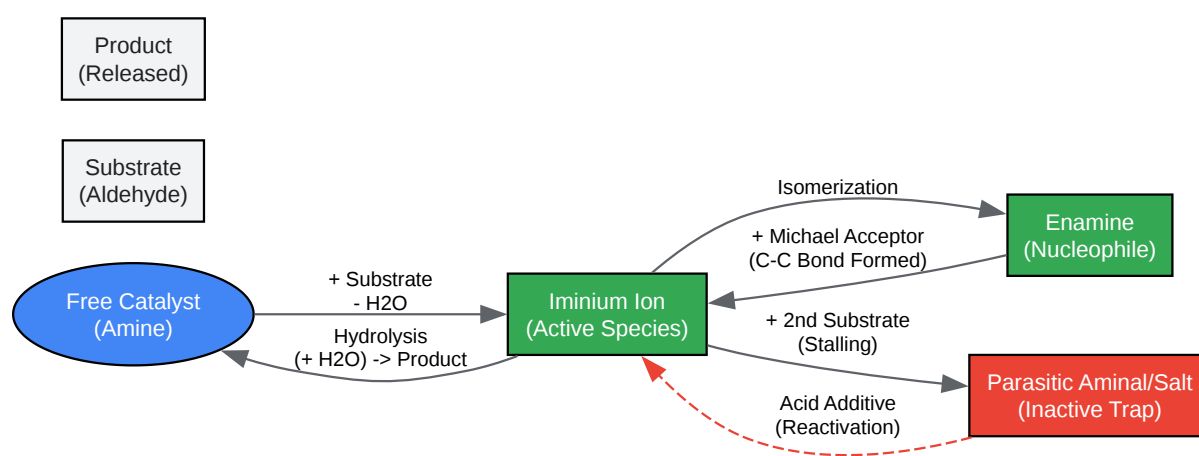 Product
(Released)
Substrate
(Aldehyde)
Free Catalyst
(Amine)
+ Substrate
- H2O
Hydrolysis
(+ H2O) -> Product
Iminium Ion
(Active Species)
Isomerization
+ Michael Acceptor
(C-C Bond Formed)
Enamine
(Nucleophile)
+ 2nd Substrate
(Stalling)
Parasitic Aminal/Salt
(Inactive Trap)
Acid Additive
(Reactivation)